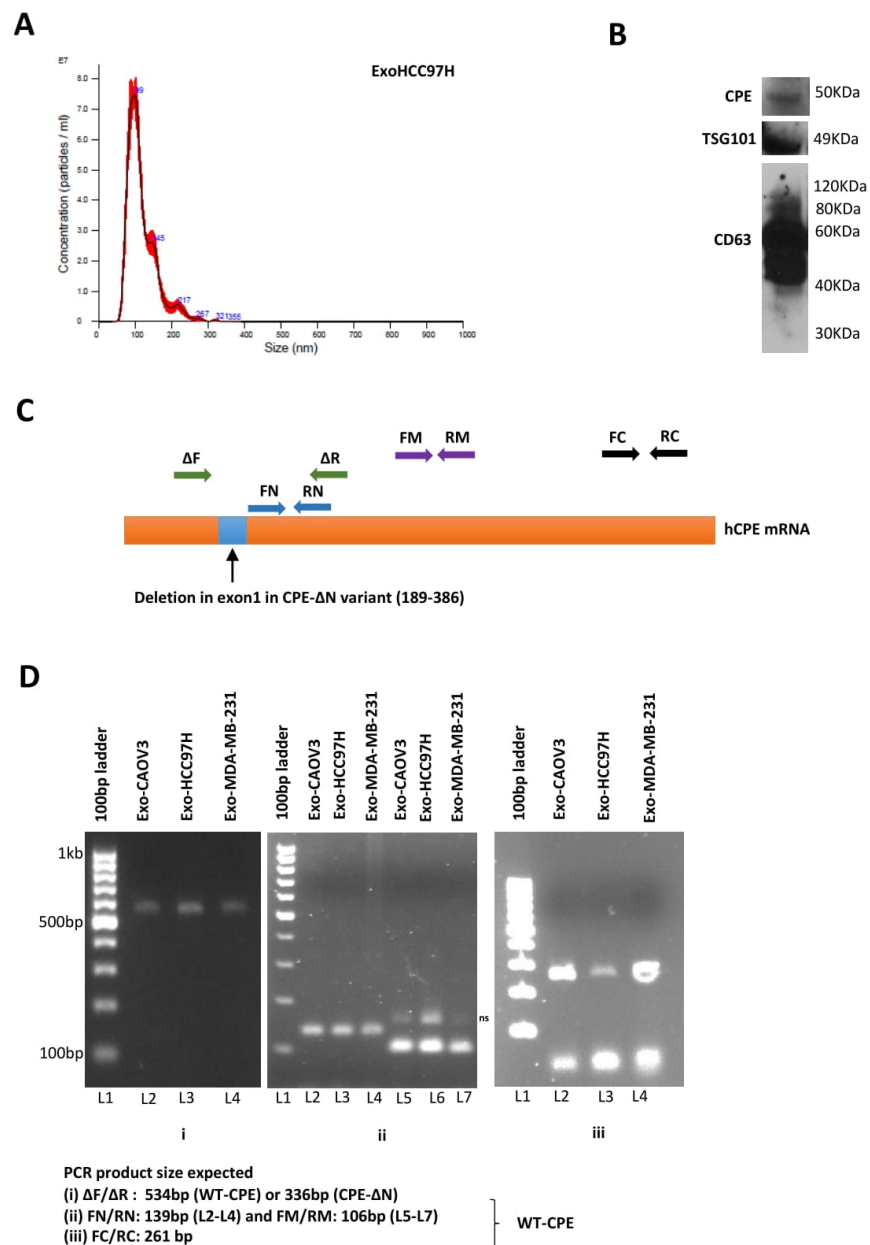 A
E7
ExoHCC97H
8.0
7.0
6.0
5.0
4.0
3.0
2.0
1.0
0
Concentration (particles / ml)
45
217
267
321355
0 100 200 300 400 500 600 700 800 900 1000
Size (nm)
B
CPE 50KDa
TSG101 49KDa
120KDa
80KDa
CD63 60KDa
40KDa
30KDa
C
ΔF ΔR FM RM FC RC
FN RN
hCPE mRNA
Deletion in exon1 in CPE-ΔN variant (189-386)
D
100bp ladder Exo-CAOV3 Exo-HCC97H Exo-MDA-MB-231
100bp ladder Exo-CAOV3 Exo-HCC97H Exo-MDA-MB-231 Exo-CAOV3 Exo-HCC97H Exo-MDA-MB-231
100bp ladder Exo-CAOV3 Exo-HCC97H Exo-MDA-MB-231
1kb
500bp
100bp
ns
L1 L2 L3 L4
L1 L2 L3 L4 L5 L6 L7
L1 L2 L3 L4
i ii iii
PCR product size expected
(i) ΔF/ΔR : 534bp (WT-CPE) or 336bp (CPE-ΔN)
(ii) FN/RN: 139bp (L2-L4) and FM/RM: 106bp (L5-L7)
(iii) FC/RC: 261 bp
WT-CPE